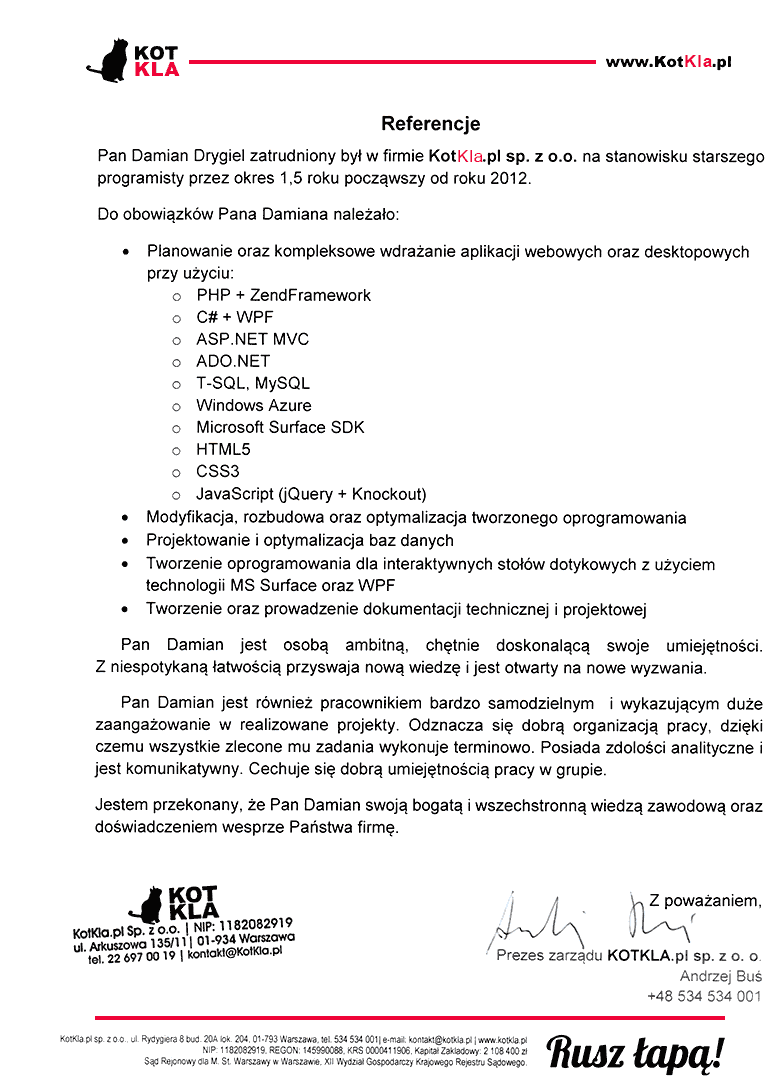 KOT
KLA
www.KotKla.pl
Referencje
Pan Damian Drygiel zatrudniony był w firmie KotKla.pl sp. z o.o. na stanowisku starszego
programisty przez okres 1,5 roku począwszy od roku 2012.
Do obowiązków Pana Damiana należało:
• Planowanie oraz kompleksowe wdrażanie aplikacji webowych oraz desktopowych
przy użyciu:
o PHP + ZendFramework
o C# + WPF
o ASP.NET MVC
o ADO.NET
o T-SQL, MySQL
o Windows Azure
o Microsoft Surface SDK
o HTML5
o CSS3
o JavaScript (jQuery + Knockout)
• Modyfikacja, rozbudowa oraz optymalizacja tworzonego oprogramowania
• Projektowanie i optymalizacja baz danych
• Tworzenie oprogramowania dla interaktywnych stołów dotykowych z użyciem
technologii MS Surface oraz WPF
• Tworzenie oraz prowadzenie dokumentacji technicznej i projektowej
Pan Damian jest osobą ambitną, chętnie doskonalącą swoje umiejętności.
Z niespotykaną łatwością przyswaja nową wiedzę i jest otwarty na nowe wyzwania.
Pan Damian jest również pracownikiem bardzo samodzielnym i wykazującym duże
zaangażowanie w realizowane projekty. Odznacza się dobrą organizacją pracy, dzięki
czemu wszystkie zlecone mu zadania wykonuje terminowo. Posiada zdolości analityczne i
jest komunikatywny. Cechuje się dobrą umiejętnością pracy w grupie.
Jestem przekonany, że Pan Damian swoją bogatą i wszechstronną wiedzą zawodową oraz
doświadczeniem wesprze Państwa firmę.
KOT
KLA
KotKla.pl Sp. z o.o. | NIP: 1182082919
ul. Arkuszowa 135/11 | 01-934 Warszawa
tel. 22 697 00 19 | kontakt@KotKla.pl
Z poważaniem,
Prezes zarządu KOTKLA.pl sp. z o. o.
Andrzej Buś
+48 534 534 001
KotKla.pl sp. z o.o., ul. Rydygiera 8 bud. 20A lok. 204, 01-793 Warszawa, tel. 534 534 001| e-mail: kontakt@kotkla.pl | www.kotkla.pl
NIP: 1182082919, REGON: 145990088, KRS 0000411906, Kapitał Zakładowy: 2 108 400 zł
Sąd Rejonowy dla M. St. Warszawy w Warszawie, XII Wydział Gospodarczy Krajowego Rejestru Sądowego.
Rusz łapą!